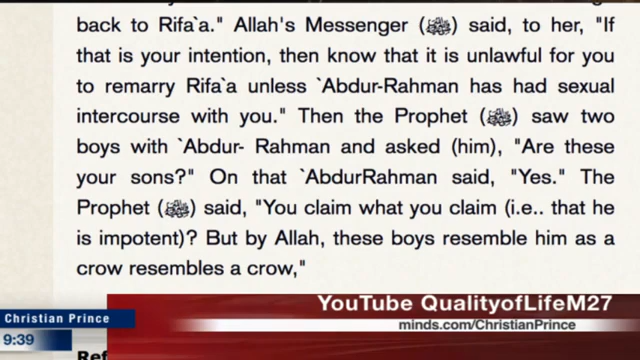 back to Rifa`a." Allah's Messenger (ﷺ) said, to her, "If
that is your intention, then know that it is unlawful for you
to remarry Rifa`a unless `Abdur-Rahman has had sexual
intercourse with you." Then the Prophet (ﷺ) saw two
boys with `Abdur- Rahman and asked (him), "Are these
your sons?" On that `AbdurRahman said, "Yes." The
Prophet (ﷺ) said, "You claim what you claim (i.e.. that he
is impotent)? But by Allah, these boys resemble him as a
crow resembles a crow,"
YouTube QualityofLifeM27
Christian Prince
minds.com/ChristianPrince
9:39
Ref